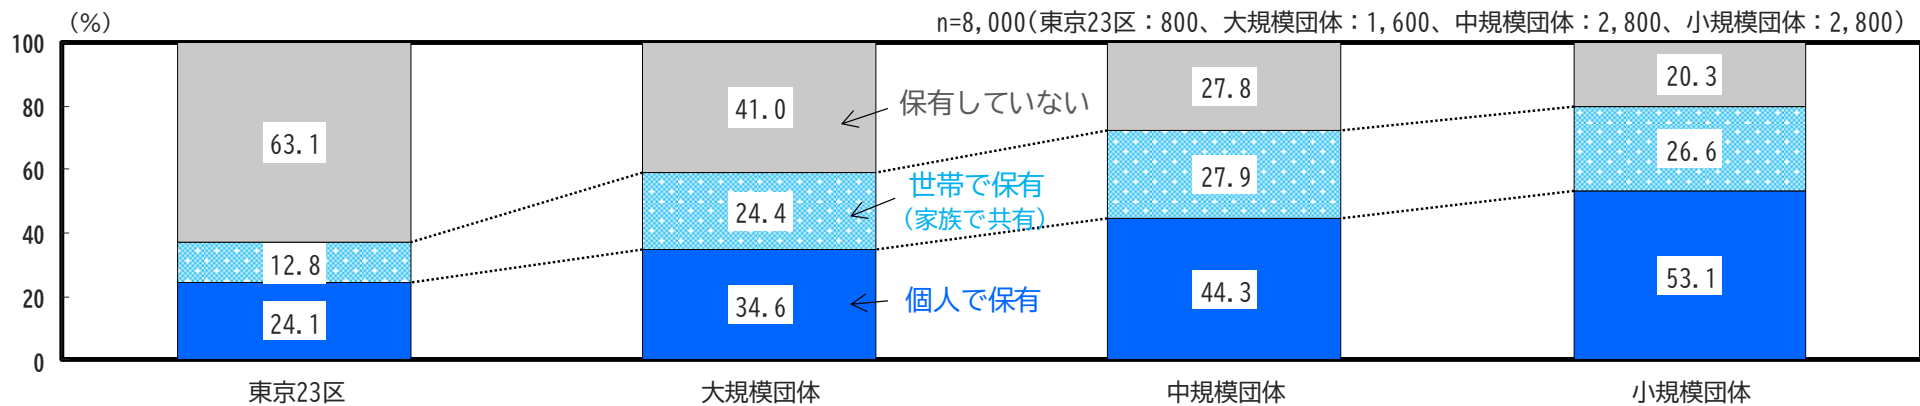 (%)
n=8,000(東京23区：800、大規模団体：1,600、中規模団体：2,800、小規模団体：2,800)
100
80
60
40
20
0
63.1
12.8
24.1
41.0
24.4
34.6
保有していない
世帯で保有
(家族で共有)
個人で保有
27.8
27.9
44.3
20.3
26.6
53.1
東京23区
大規模団体
中規模団体
小規模団体